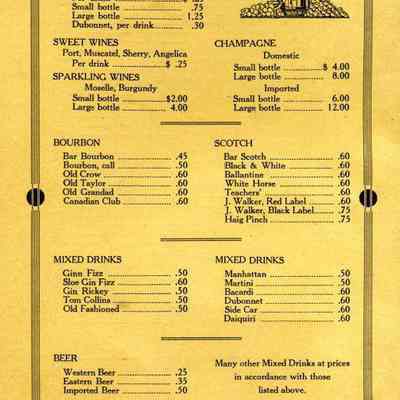 Small bottle .75
Large bottle 1.25
Dubonnet, per drink .30
SWEET WINES
Port, Muscatel, Sherry, Angelica
Per drink $ .25
SPARKLING WINES
Moselle, Burgundy
Small bottle $2.00
Large bottle 4.00
CHAMPAGNE
Domestic
Small bottle $ 4.00
Large bottle 8.00
Imported
Small bottle 6.00
Large bottle 12.00
BOURBON
Bar Bourbon .45
Bourbon, call .50
Old Crow .60
Old Taylor .60
Old Grandad .60
Canadian Club .60
SCOTCH
Bar Scotch .60
Black & White .60
Ballantine .60
White Horse .60
Teachers' .60
J. Walker, Red Label .60
J. Walker, Black Label .75
Haig Pinch .75
MIXED DRINKS
Ginn Fizz .50
Sloe Gin Fizz .60
Gin Rickey .50
Tom Collins .50
Old Fashioned .50
MIXED DRINKS
Manhattan .50
Martini .50
Bacardi .60
Dubonnet .60
Side Car .60
Daiquiri .60
BEER
Western Beer .25
Eastern Beer .35
Imported Beer .50
Many other Mixed Drinks at prices
in accordance with those
listed above.